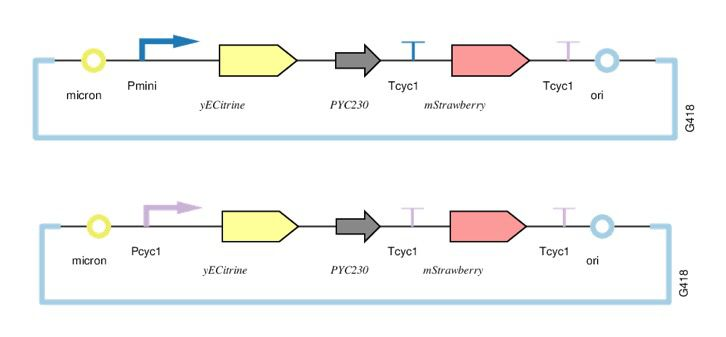 micron Pmini yECitrine PYC230 Tcyc1 mStrawberry Tcyc1 ori G418
micron Pcyc1 yECitrine PYC230 Tcyc1 mStrawberry Tcyc1 ori G418